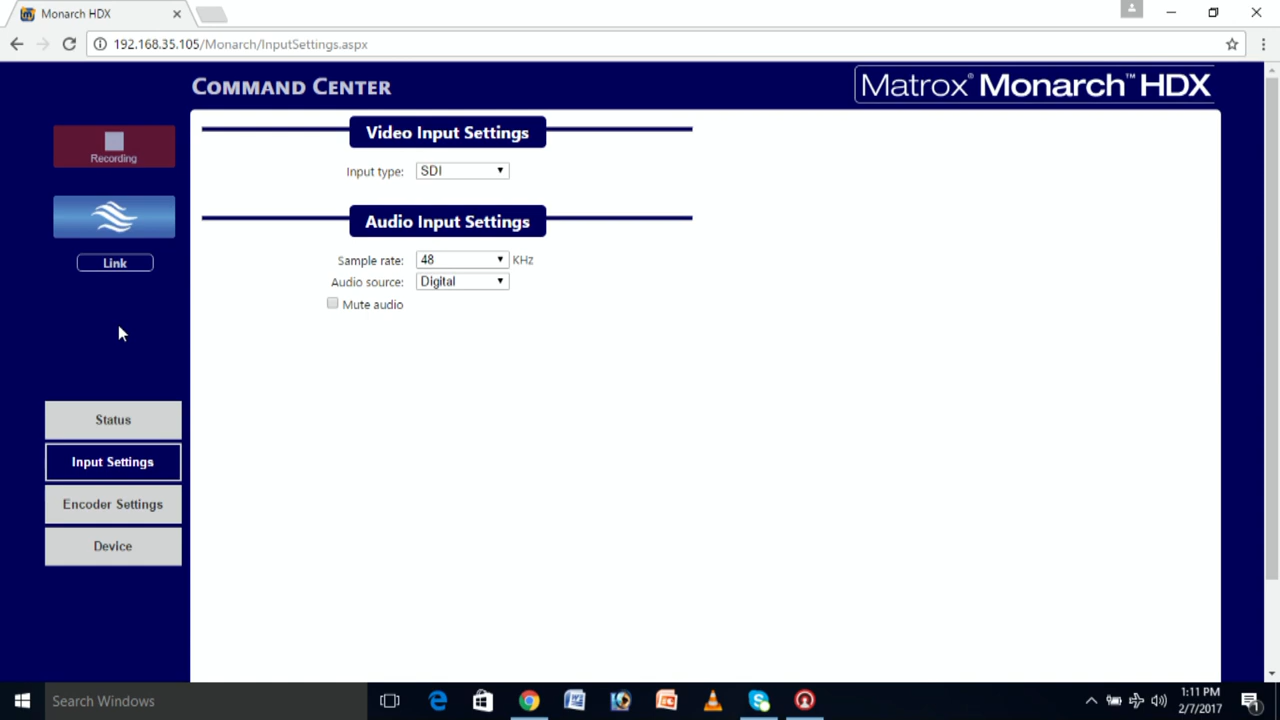 Monarch HDX
192.168.35.105/Monarch/InputSettings.aspx
COMMAND CENTER
Matrox® Monarch™ HDX
Recording
Link
Status
Input Settings
Encoder Settings
Device
Video Input Settings
Input type: SDI
Audio Input Settings
Sample rate: 48 KHz
Audio source: Digital
Mute audio
Search Windows
1:11 PM
2/7/2017
1